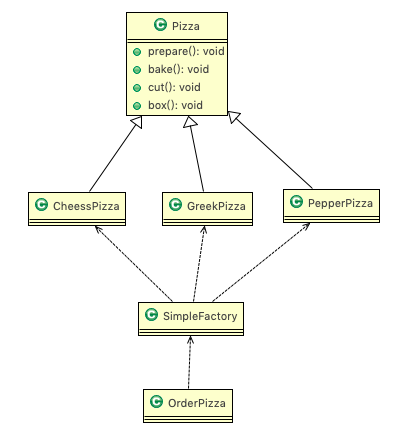 C Pizza
prepare(): void
bake(): void
cut(): void
box(): void
C CheessPizza
C GreekPizza
C PepperPizza
C SimpleFactory
C OrderPizza